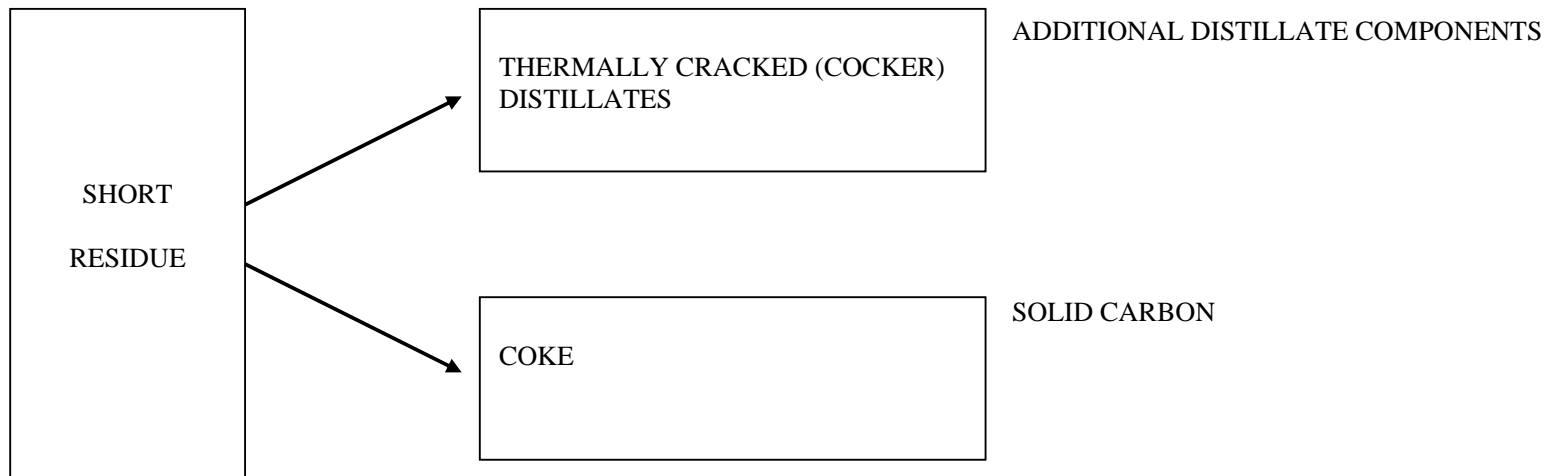 ADDITIONAL DISTILLATE COMPONENTS
THERMALLY CRACKED (COCKER)
DISTILLATES
SHORT
RESIDUE
SOLID CARBON
COKE